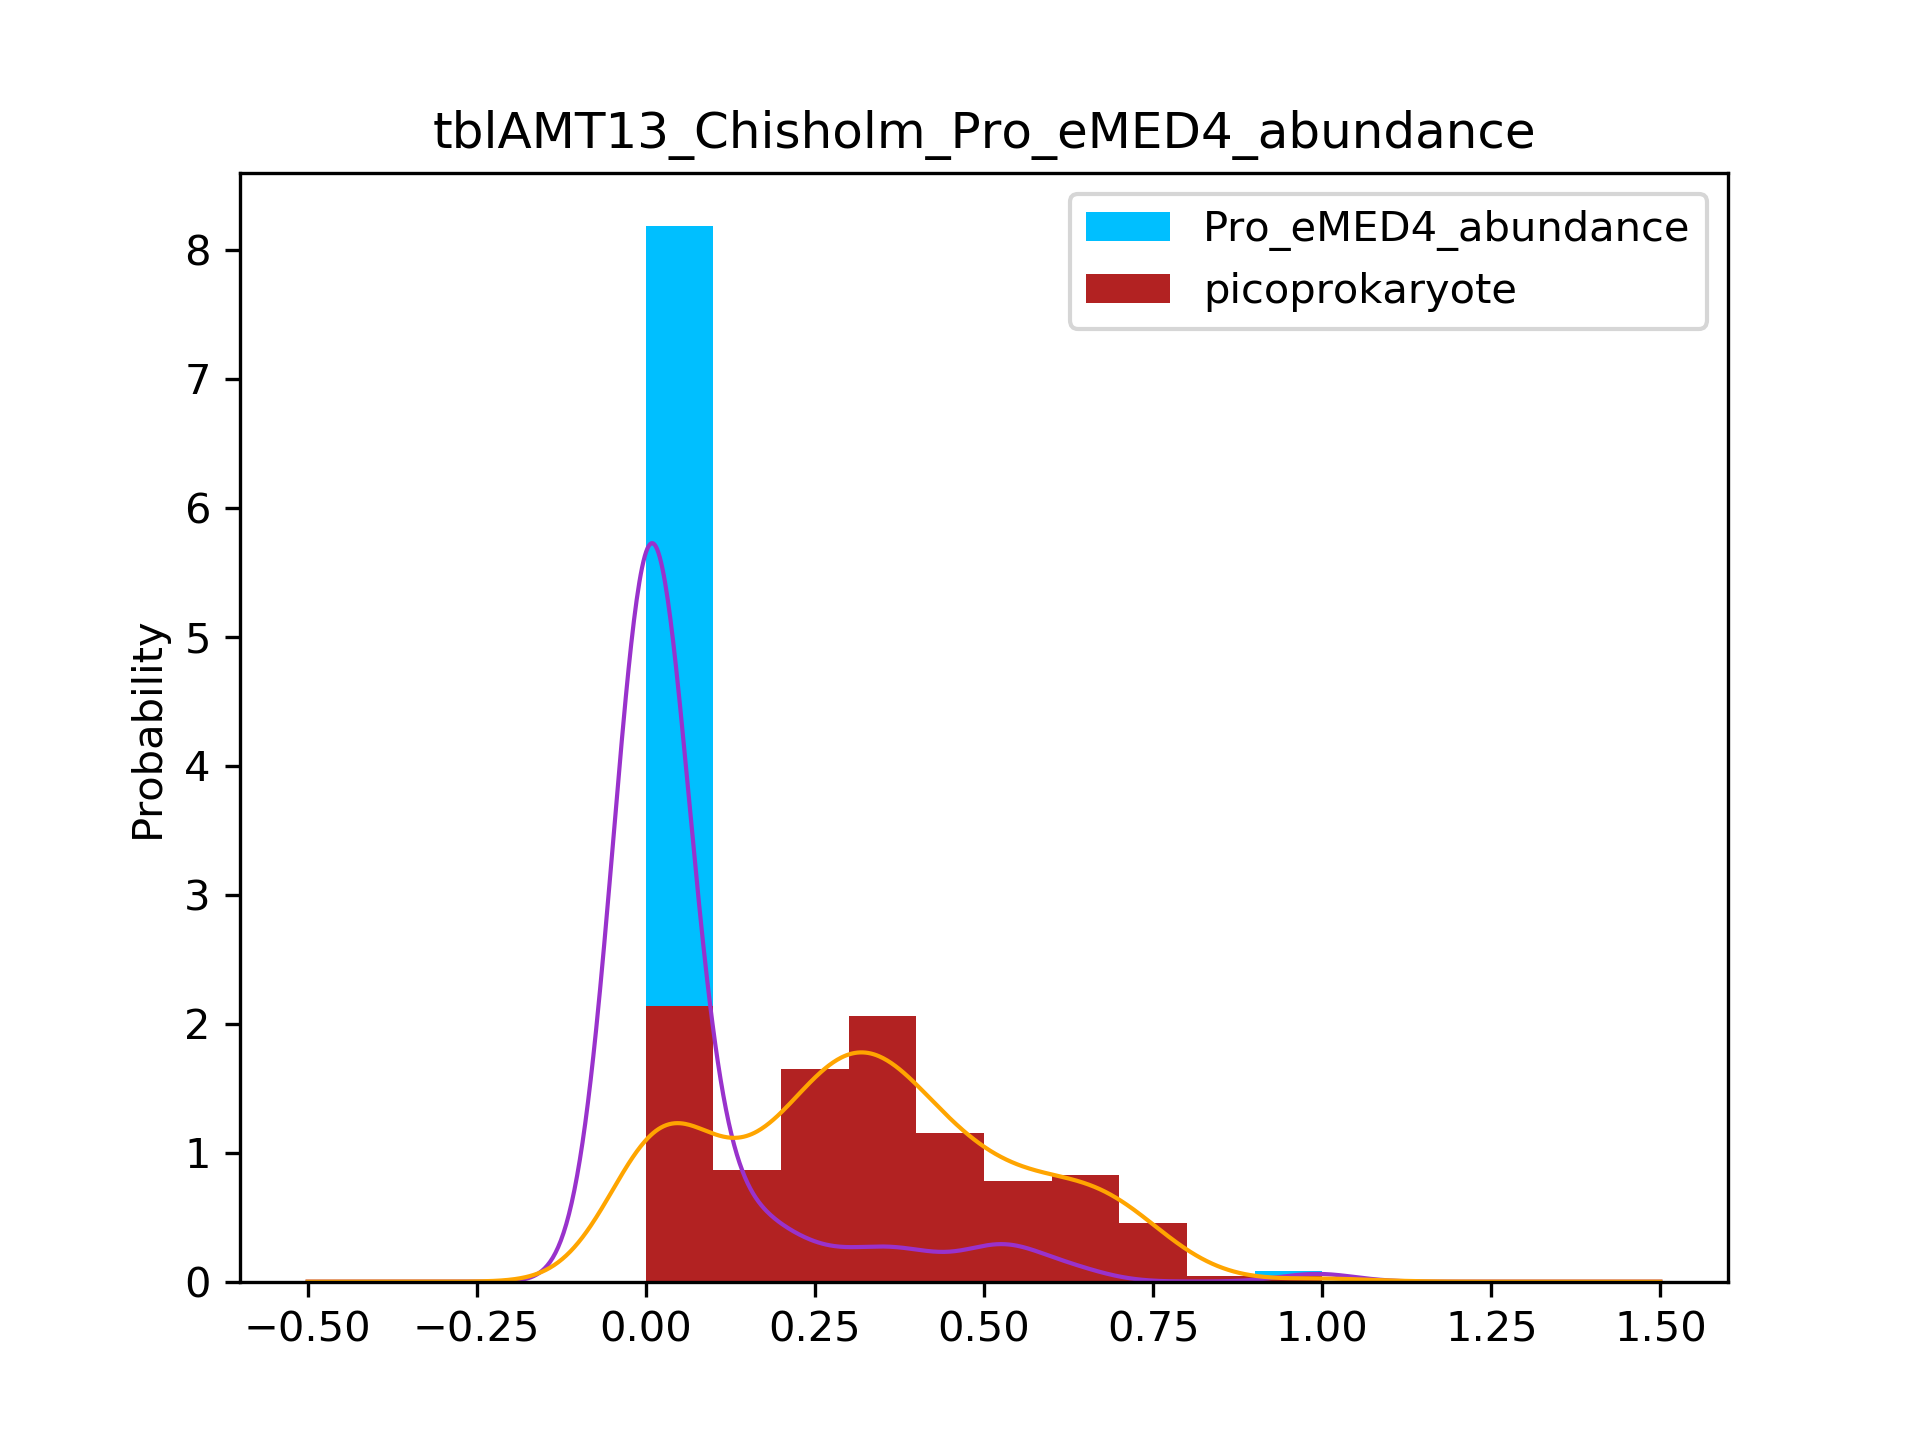 tblAMT13_Chisholm_Pro_eMED4_abundance
Pro_eMED4_abundance
picoprokaryote
Probability
8
7
6
5
4
3
2
1
0
−0.50 −0.25 0.00 0.25 0.50 0.75 1.00 1.25 1.50